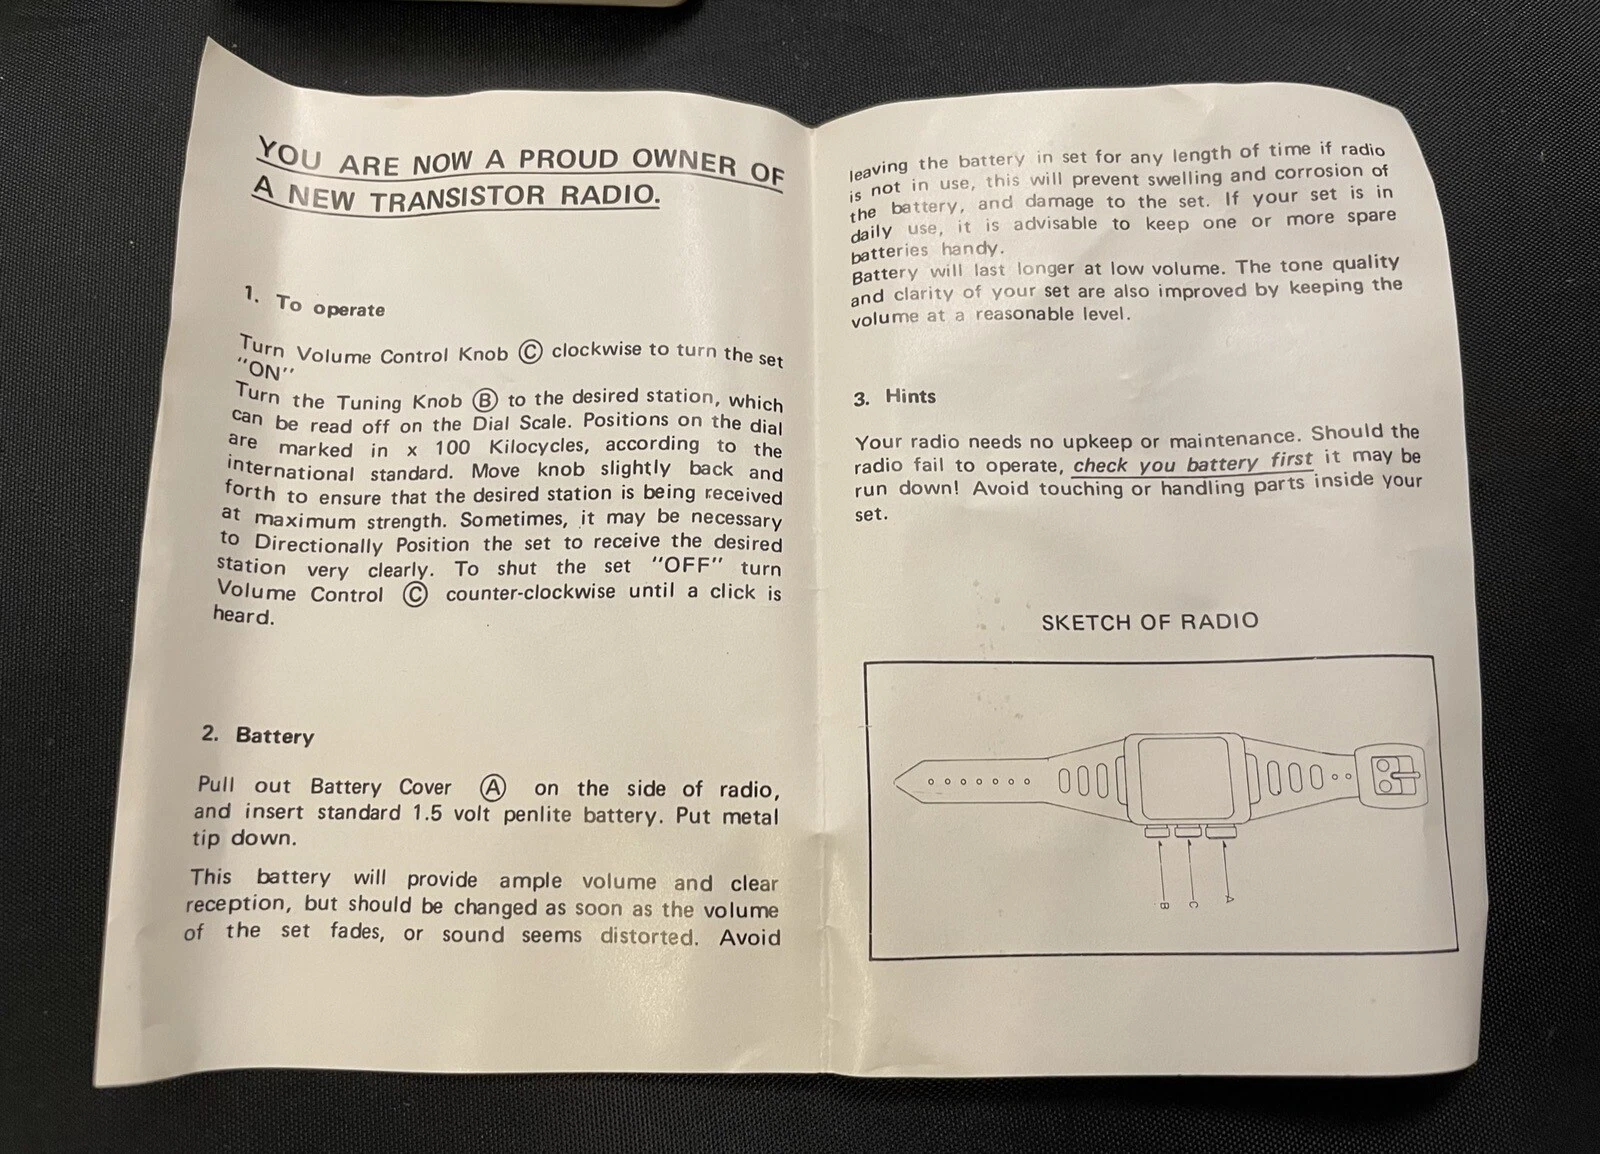 YOU ARE NOW A PROUD OWNER OF
A NEW TRANSISTOR RADIO.
1. To operate
Turn Volume Control Knob Ⓒ clockwise to turn the set
"ON"
Turn the Tuning Knob Ⓑ to the desired station, which
can be read off on the Dial Scale. Positions on the dial
are marked in x 100 Kilocycles, according to the
international standard. Move knob slightly back and
forth to ensure that the desired station is being received
at maximum strength. Sometimes, it may be necessary
to Directionally Position the set to receive the desired
station very clearly. To shut the set "OFF" turn
Volume Control Ⓒ counter-clockwise until a click is
heard.
2. Battery
Pull out Battery Cover Ⓐ on the side of radio,
and insert standard 1.5 volt penlite battery. Put metal
tip down.
This battery will provide ample volume and clear
reception, but should be changed as soon as the volume
of the set fades, or sound seems distorted. Avoid
leaving the battery in set for any length of time if radio
is not in use, this will prevent swelling and corrosion of
the battery, and damage to the set. If your set is in
daily use, it is advisable to keep one or more spare
batteries handy.
Battery will last longer at low volume. The tone quality
and clarity of your set are also improved by keeping the
volume at a reasonable level.
3. Hints
Your radio needs no upkeep or maintenance. Should the
radio fail to operate, check you battery first it may be
run down! Avoid touching or handling parts inside your
set.
SKETCH OF RADIO
B C A